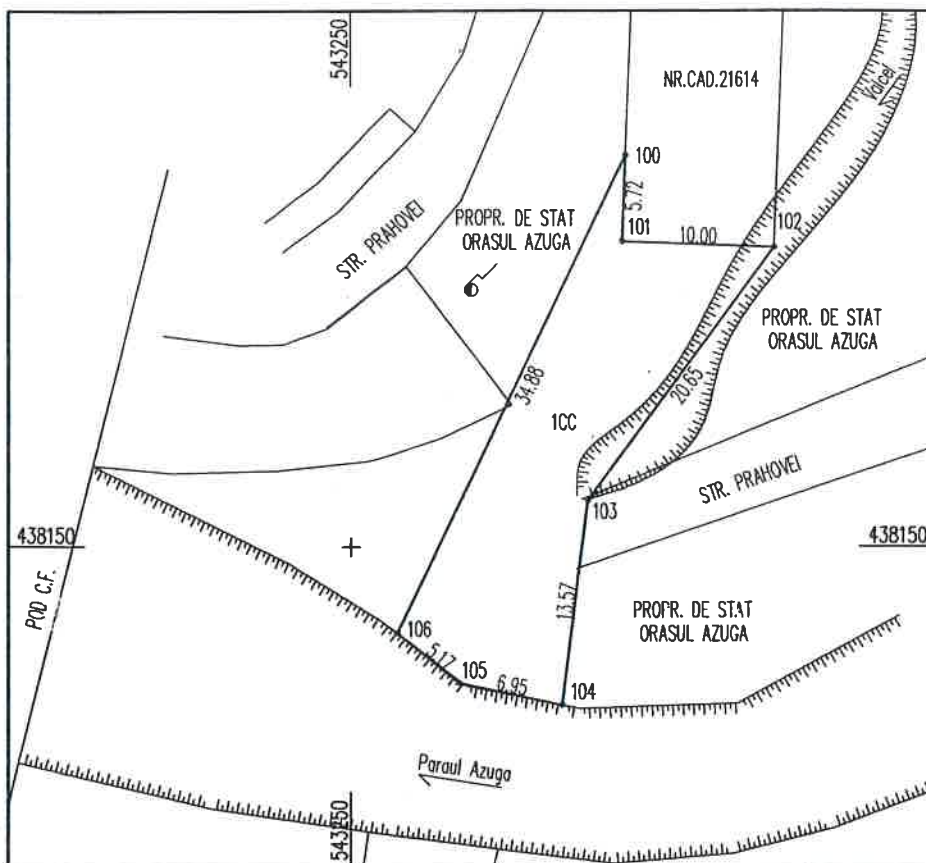 543250
NR.CAD.21614
Valcel
100
5.72
PROPR. DE STAT
ORASUL AZUGA
STR. PRAHOVEI
101
10.00
102
PROPR. DE STAT
ORASUL AZUGA
34.88
20.65
1CC
STR. PRAHOVEI
103
438150
438150
POD C.F.
13.57
PROPR. DE STAT
ORASUL AZUGA
106
5.17
105
6.95
104
Paraul Azuga
543250